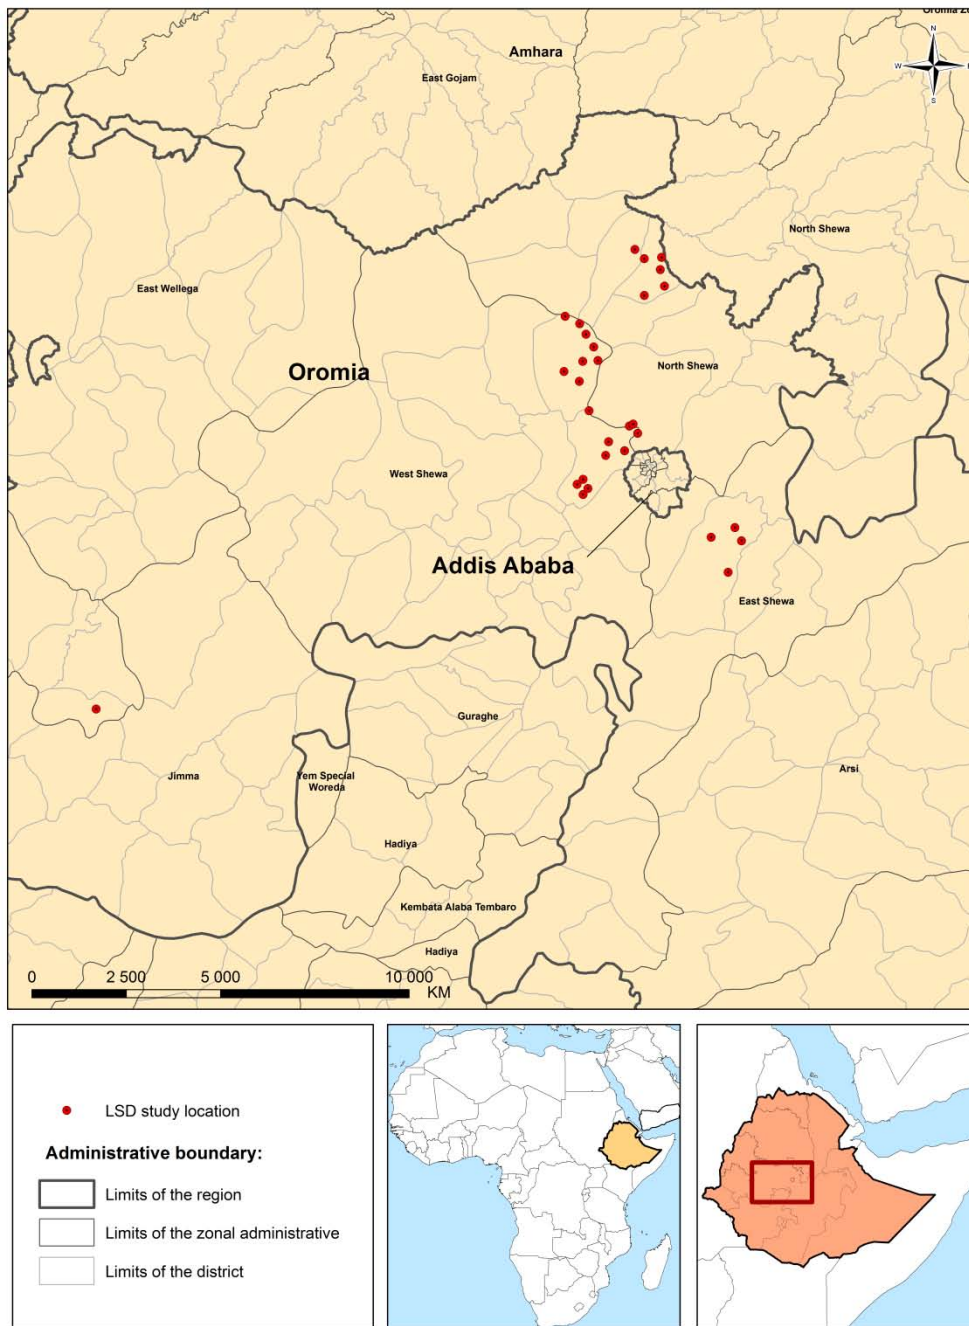 Oromia Zo
Amhara
N
W
S
East Gojam
North Shewa
East Wellega
Oromia
North Shewa
West Shewa
Addis Ababa
East Shewa
Guraghe
Jimma
Yem Special
Woreda
Arsi
Hadiya
Kembata Alaba Tembaro
Hadiya
0 2 500 5 000 10 000
KM
LSD study location
Administrative boundary:
Limits of the region
Limits of the zonal administrative
Limits of the district